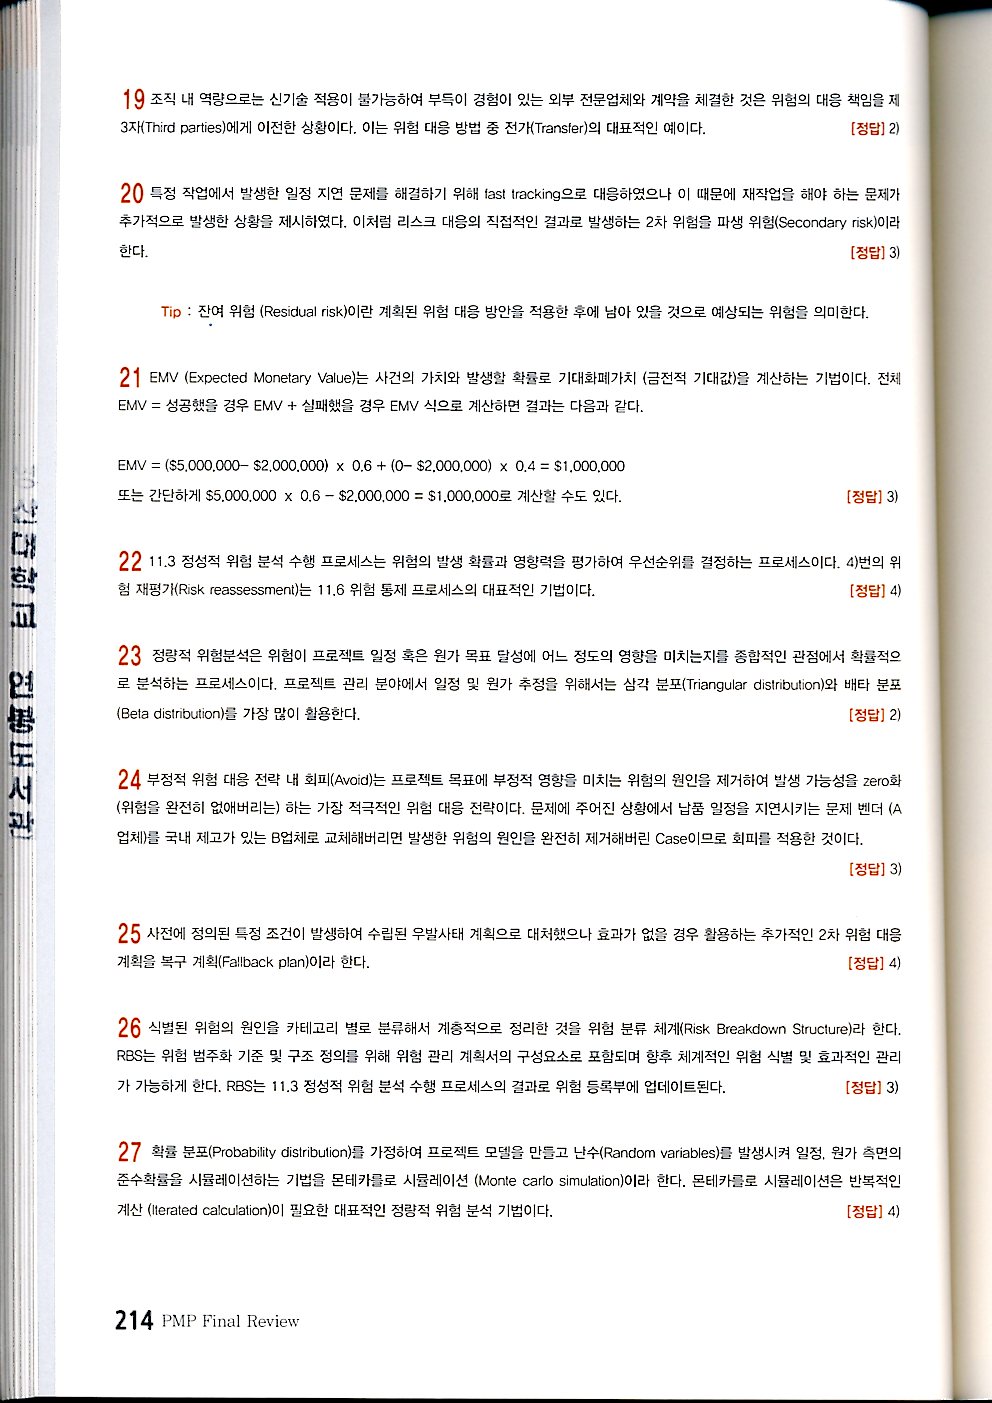 19 조직 내 역량으로는 신기술 적용이 불가능하여 부득이 경험이 있는 외부 전문업체와 계약을 체결한 것은 위험의 대응 책임을 제
3자(Third parties)에게 이전한 상황이다. 이는 위험 대응 방법 중 전가(Transfer)의 대표적인 예이다. [정답] 2)
20 특정 작업에서 발생한 일정 지연 문제를 해결하기 위해 fast tracking으로 대응하였으나 이 때문에 재작업을 해야 하는 문제가
추가적으로 발생한 상황을 제시하였다. 이처럼 리스크 대응의 직접적인 결과로 발생하는 2차 위험을 파생 위험(Secondary risk)이라
한다. [정답] 3)
Tip : 잔여 위험 (Residual risk)이란 계획된 위험 대응 방안을 적용한 후에 남아 있을 것으로 예상되는 위험을 의미한다.
21 EMV (Expected Monetary Value)는 사건의 가치와 발생할 확률로 기대화폐가치 (금전적 기대값)을 계산하는 기법이다. 전체
EMV = 성공했을 경우 EMV + 실패했을 경우 EMV 식으로 계산하면 결과는 다음과 같다.
EMV = ($5,000,000- $2,000,000) x 0.6 + (0- $2,000,000) x 0.4 = $1,000,000
또는 간단하게 $5,000,000 x 0.6 - $2,000,000 = $1,000,000로 계산할 수도 있다. [정답] 3)
22 11.3 정성적 위험 분석 수행 프로세스는 위험의 발생 확률과 영향력을 평가하여 우선순위를 결정하는 프로세스이다. 4)번의 위
험 재평가(Risk reassessment)는 11.6 위험 통제 프로세스의 대표적인 기법이다. [정답] 4)
23 정량적 위험분석은 위험이 프로젝트 일정 혹은 원가 목표 달성에 어느 정도의 영향을 미치는지를 종합적인 관점에서 확률적으
로 분석하는 프로세스이다. 프로젝트 관리 분야에서 일정 및 원가 추정을 위해서는 삼각 분포(Triangular distribution)와 배타 분포
(Beta distribution)를 가장 많이 활용한다. [정답] 2)
24 부정적 위험 대응 전략 내 회피(Avoid)는 프로젝트 목표에 부정적 영향을 미치는 위험의 원인을 제거하여 발생 가능성을 zero화
(위험을 완전히 없애버리는) 하는 가장 적극적인 위험 대응 전략이다. 문제에 주어진 상황에서 납품 일정을 지연시키는 문제 벤더 (A
업체)를 국내 제고가 있는 B업체로 교체해버리면 발생한 위험의 원인을 완전히 제거해버린 Case이므로 회피를 적용한 것이다.
[정답] 3)
25 사전에 정의된 특정 조건이 발생하여 수립된 우발사태 계획으로 대처했으나 효과가 없을 경우 활용하는 추가적인 2차 위험 대응
계획을 복구 계획(Fallback plan)이라 한다. [정답] 4)
26 식별된 위험의 원인을 카테고리 별로 분류해서 계층적으로 정리한 것을 위험 분류 체계(Risk Breakdown Structure)라 한다.
RBS는 위험 범주화 기준 및 구조 정의를 위해 위험 관리 계획서의 구성요소로 포함되며 향후 체계적인 위험 식별 및 효과적인 관리
가 가능하게 한다. RBS는 11.3 정성적 위험 분석 수행 프로세스의 결과로 위험 등록부에 업데이트된다. [정답] 3)
27 확률 분포(Probability distribution)를 가정하여 프로젝트 모델을 만들고 난수(Random variables)를 발생시켜 일정, 원가 측면의
준수확률을 시뮬레이션하는 기법을 몬테카를로 시뮬레이션 (Monte carlo simulation)이라 한다. 몬테카를로 시뮬레이션은 반복적인
계산 (Iterated calculation)이 필요한 대표적인 정량적 위험 분석 기법이다. [정답] 4)
214 PMP Final Review